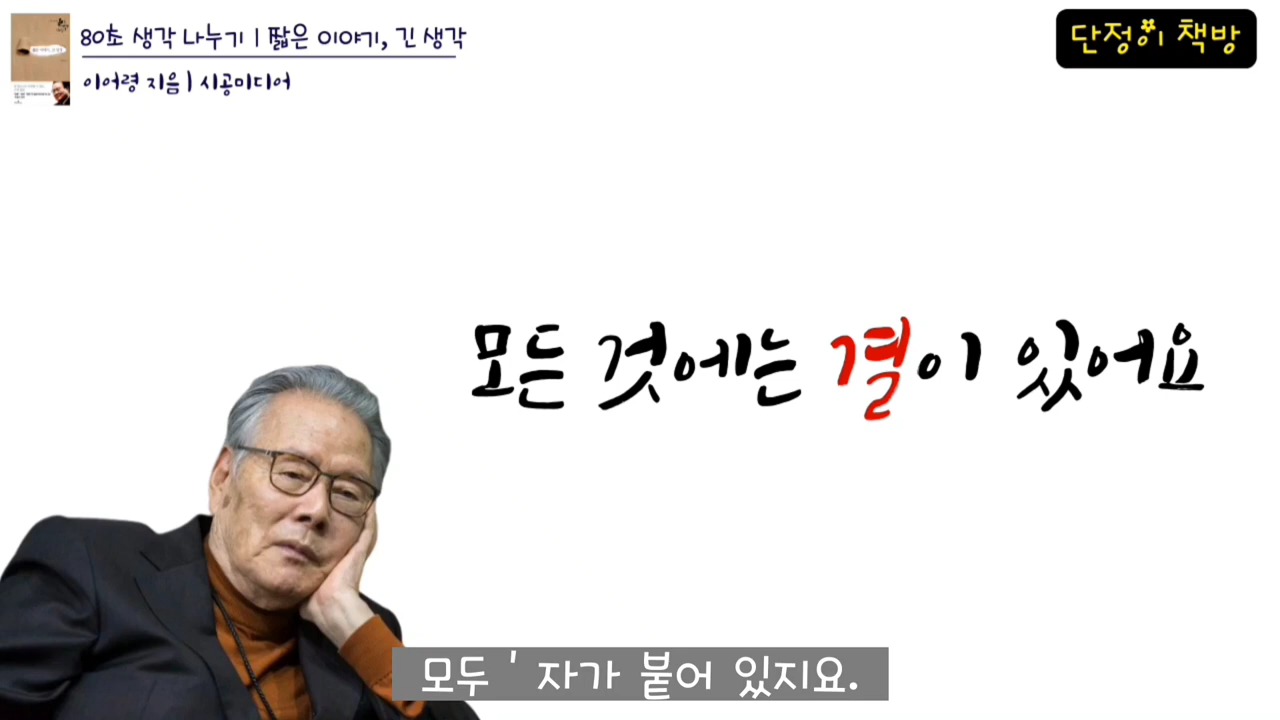 80초 생각 나누기 | 짧은 이야기, 긴 생각
이어령 지음 | 시공미디어
단정이 책방
모든 것에는 결이 있어요
모두 ' 자가 붙어 있지요.